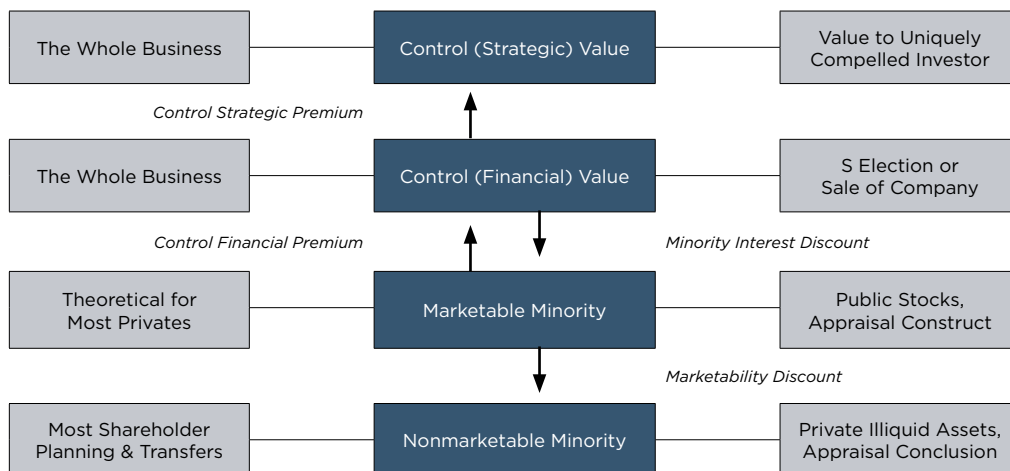 The Whole Business
Control (Strategic) Value
Value to Uniquely
Compelled Investor
Control Strategic Premium
The Whole Business
Control (Financial) Value
S Election or
Sale of Company
Control Financial Premium
Minority Interest Discount
Theoretical for
Most Privates
Marketable Minority
Public Stocks,
Appraisal Construct
Marketability Discount
Most Shareholder
Planning & Transfers
Nonmarketable Minority
Private Illiquid Assets,
Appraisal Conclusion